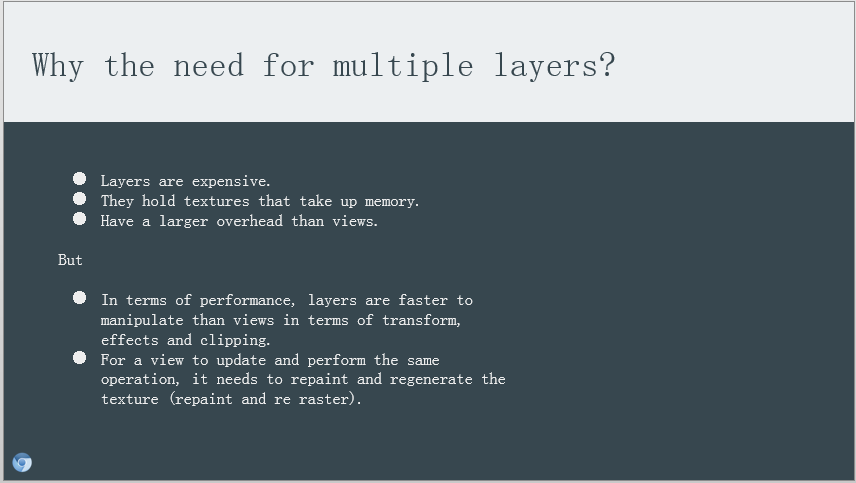 Why the need for multiple layers?
Layers are expensive.
They hold textures that take up memory.
Have a larger overhead than views.
But
In terms of performance, layers are faster to
manipulate than views in terms of transform,
effects and clipping.
For a view to update and perform the same
operation, it needs to repaint and regenerate the
texture (repaint and re raster).